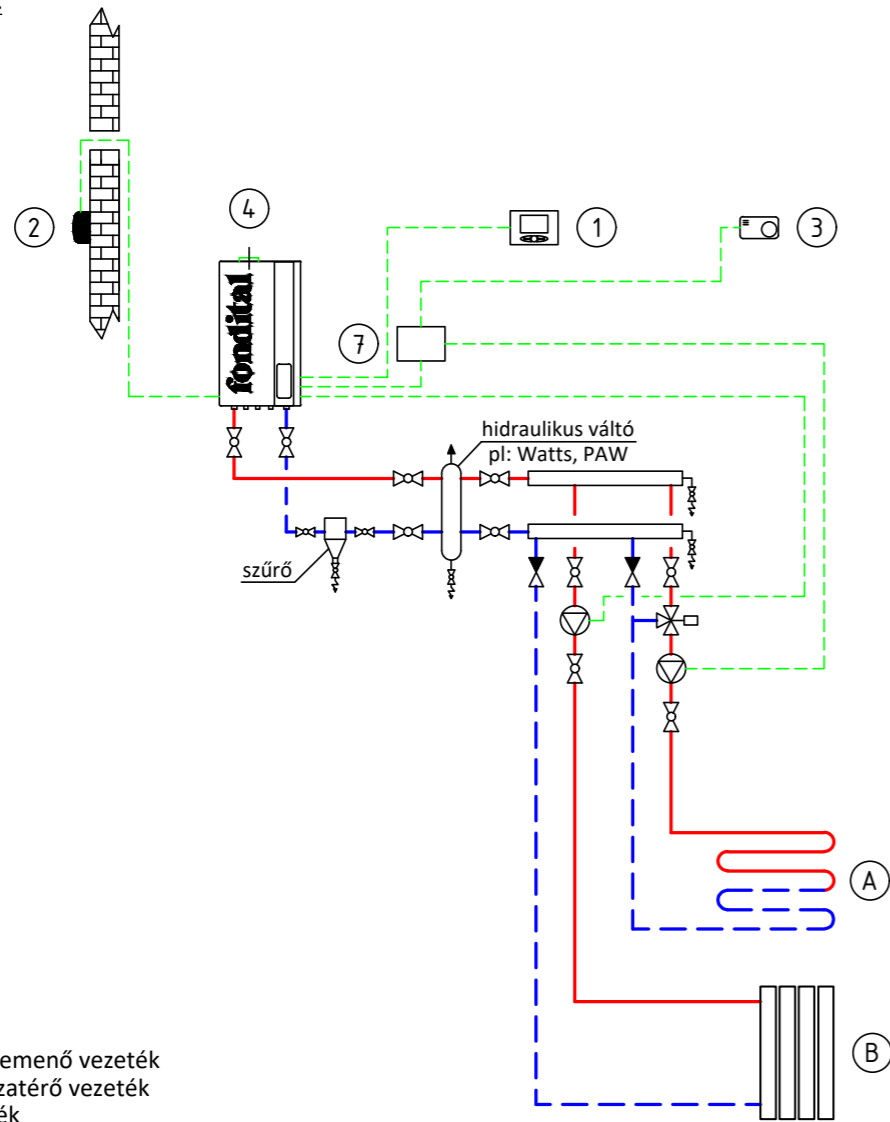 2
4
1
3
fondital
7
hidraulikus váltó
pl: Watts, PAW
szűrő
A
B
emenő vezeték
zatérő vezeték
ék